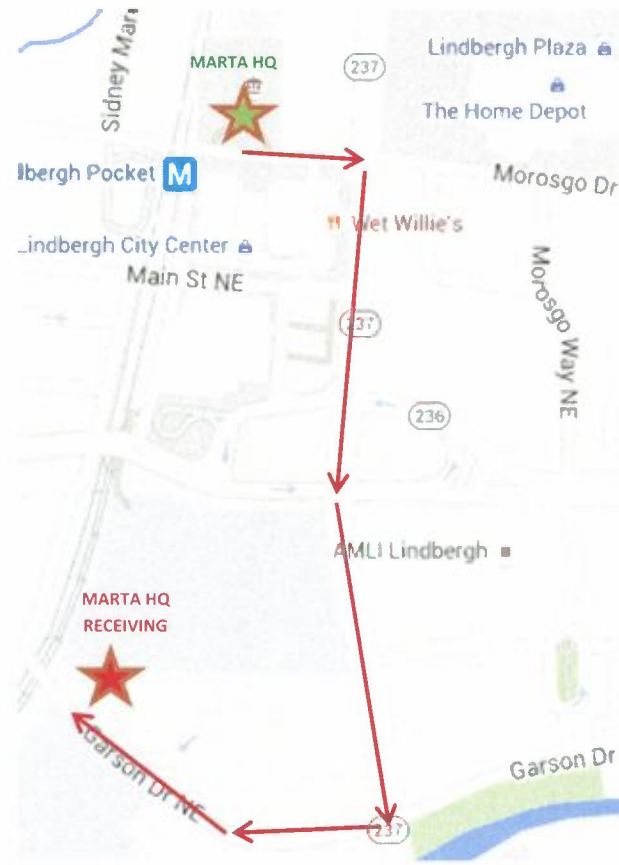 Sidney Mar
MARTA HQ
237
Lindbergh Plaza
The Home Depot
lbergh Pocket M
Morosgo Dr
Wet Willie's
Lindbergh City Center
Main St NE
Morosgo Way NE
237
236
AMLI Lindbergh
MARTA HQ
RECEIVING
Garson Dr NE
Garson Dr
237